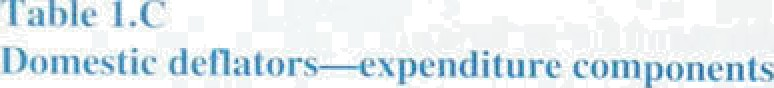 Table 1.C
Domestic deflators—expenditure components